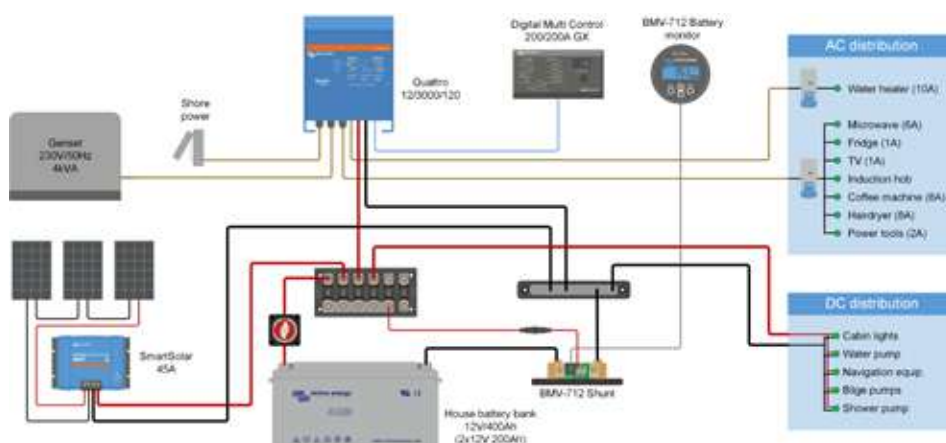 Digital Multi Control
200/200A GX
BMV-712 Battery
monitor
AC distribution
Quattro
12/3000/120
Shore
power
Genset
230V/50Hz
4kVA
Water heater (10A)
Microwave (6A)
Fridge (1A)
TV (1A)
Induction hob
Coffee machine (6A)
Hairdryer (8A)
Power tools (2A)
SmartSolar
45A
DC distribution
Cabin lights
Water pump
Navigation equip.
Bilge pumps
Shower pump
BMV-712 Shunt
House battery bank
12V/400Ah
(2x12V 200Ah)